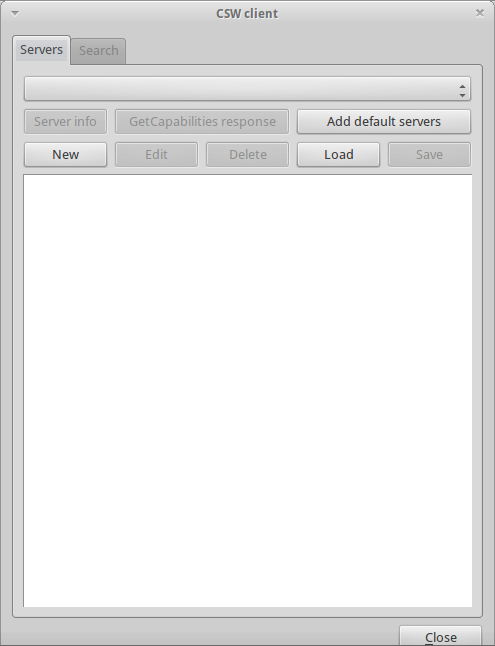 CSW client
Servers Search
Server info GetCapabilities response Add default servers
New Edit Delete Load Save
Close